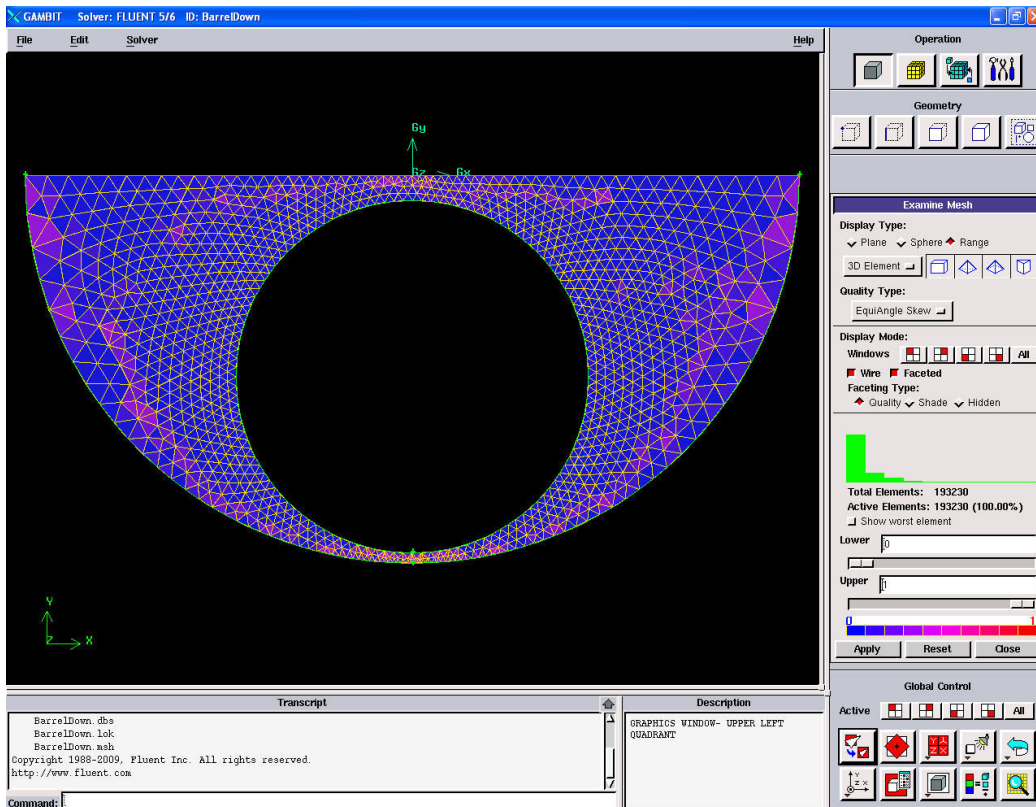 GAMBIT Solver: FLUENT 5/6 ID: BarrelDown
File Edit Solver Help
Gy
Gz Gx
Y
Z X
Operation
Geometry
Examine Mesh
Display Type:
Plane Sphere Range
3D Element
Quality Type:
EquiAngle Skew
Display Mode:
Windows All
Wire Faceted
Faceting Type:
Quality Shade Hidden
Total Elements: 193230
Active Elements: 193230 (100.00%)
Show worst element
Lower 0
Upper 1
0 1
Apply Reset Close
Global Control
Active All
Transcript
BarrelDown.dbs
BarrelDown.lok
BarrelDown.msh
Copyright 1988-2009, Fluent Inc. All rights reserved.
http://www.fluent.com
Command:
Description
GRAPHICS WINDOW- UPPER LEFT
QUADRANT